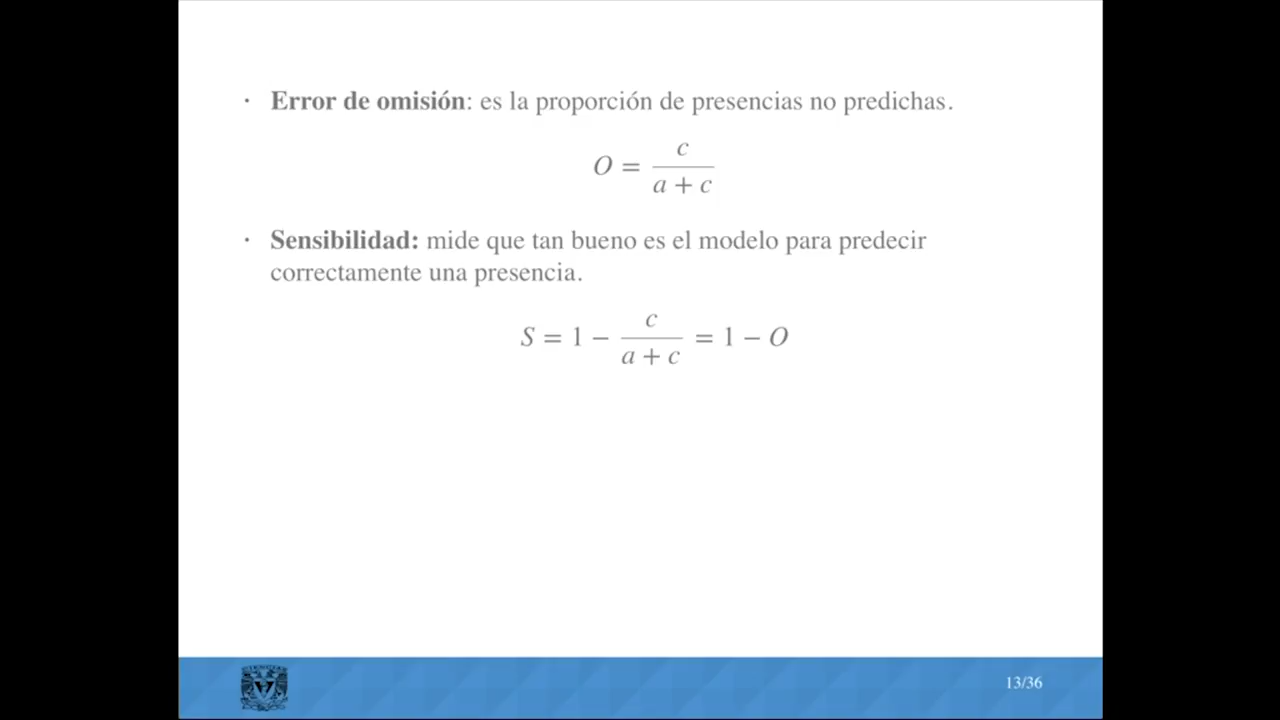 · Error de omisión: es la proporción de presencias no predichas.
O = c / (a + c)
· Sensibilidad: mide que tan bueno es el modelo para predecir
correctamente una presencia.
S = 1 − c / (a + c) = 1 − O
13/36